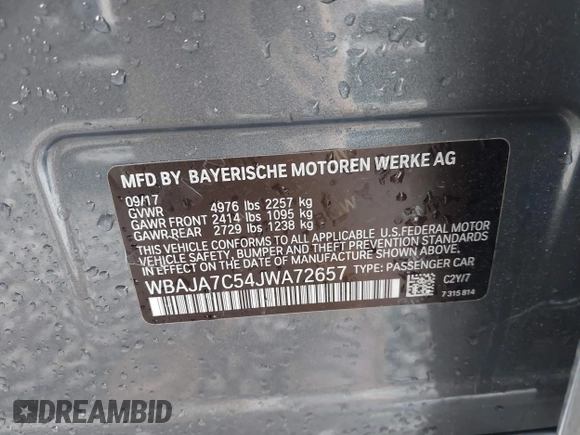 MFD BY BAYERISCHE MOTOREN WERKE AG
09/17
GVWR 4976 lbs 2257 kg
GAWR FRONT 2414 lbs 1095 kg
GAWR REAR 2729 lbs 1238 kg
THIS VEHICLE CONFORMS TO ALL APPLICABLE U.S.FEDERAL MOTOR
VEHICLE SAFETY, BUMPER, AND THEFT PREVENTION STANDARDS
IN EFFECT ON THE DATE OF MANUFACTURE SHOWN ABOVE.
WBAJA7C54JWA72657 TYPE: PASSENGER CAR
C2Y/7
7 315 814
DREAMBID